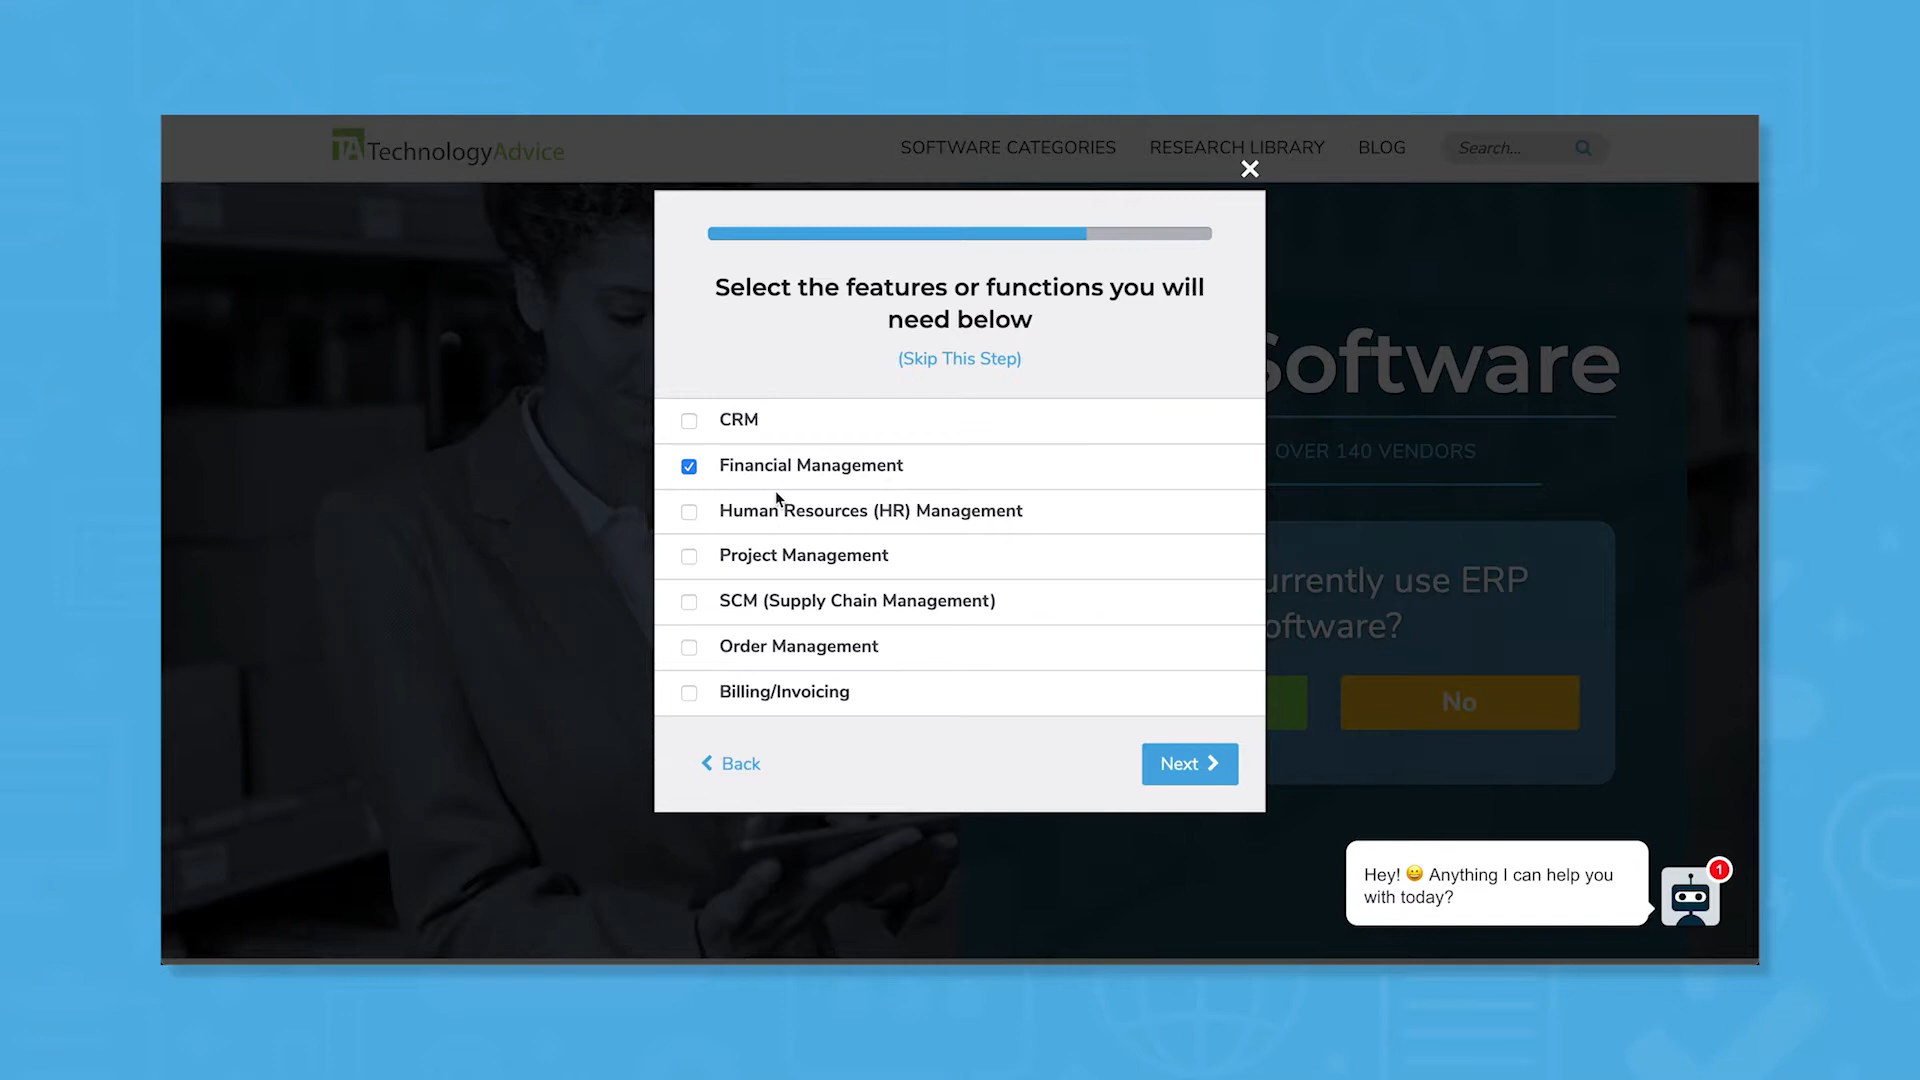 TA TechnologyAdvice
SOFTWARE CATEGORIES
RESEARCH LIBRARY
BLOG
Search...
Select the features or functions you will
need below
(Skip This Step)
CRM
Financial Management
Human Resources (HR) Management
Project Management
SCM (Supply Chain Management)
Order Management
Billing/Invoicing
Back
Next
Software
OVER 140 VENDORS
urrently use ERP
oftware?
No
Hey! 😀 Anything I can help you
with today?
1